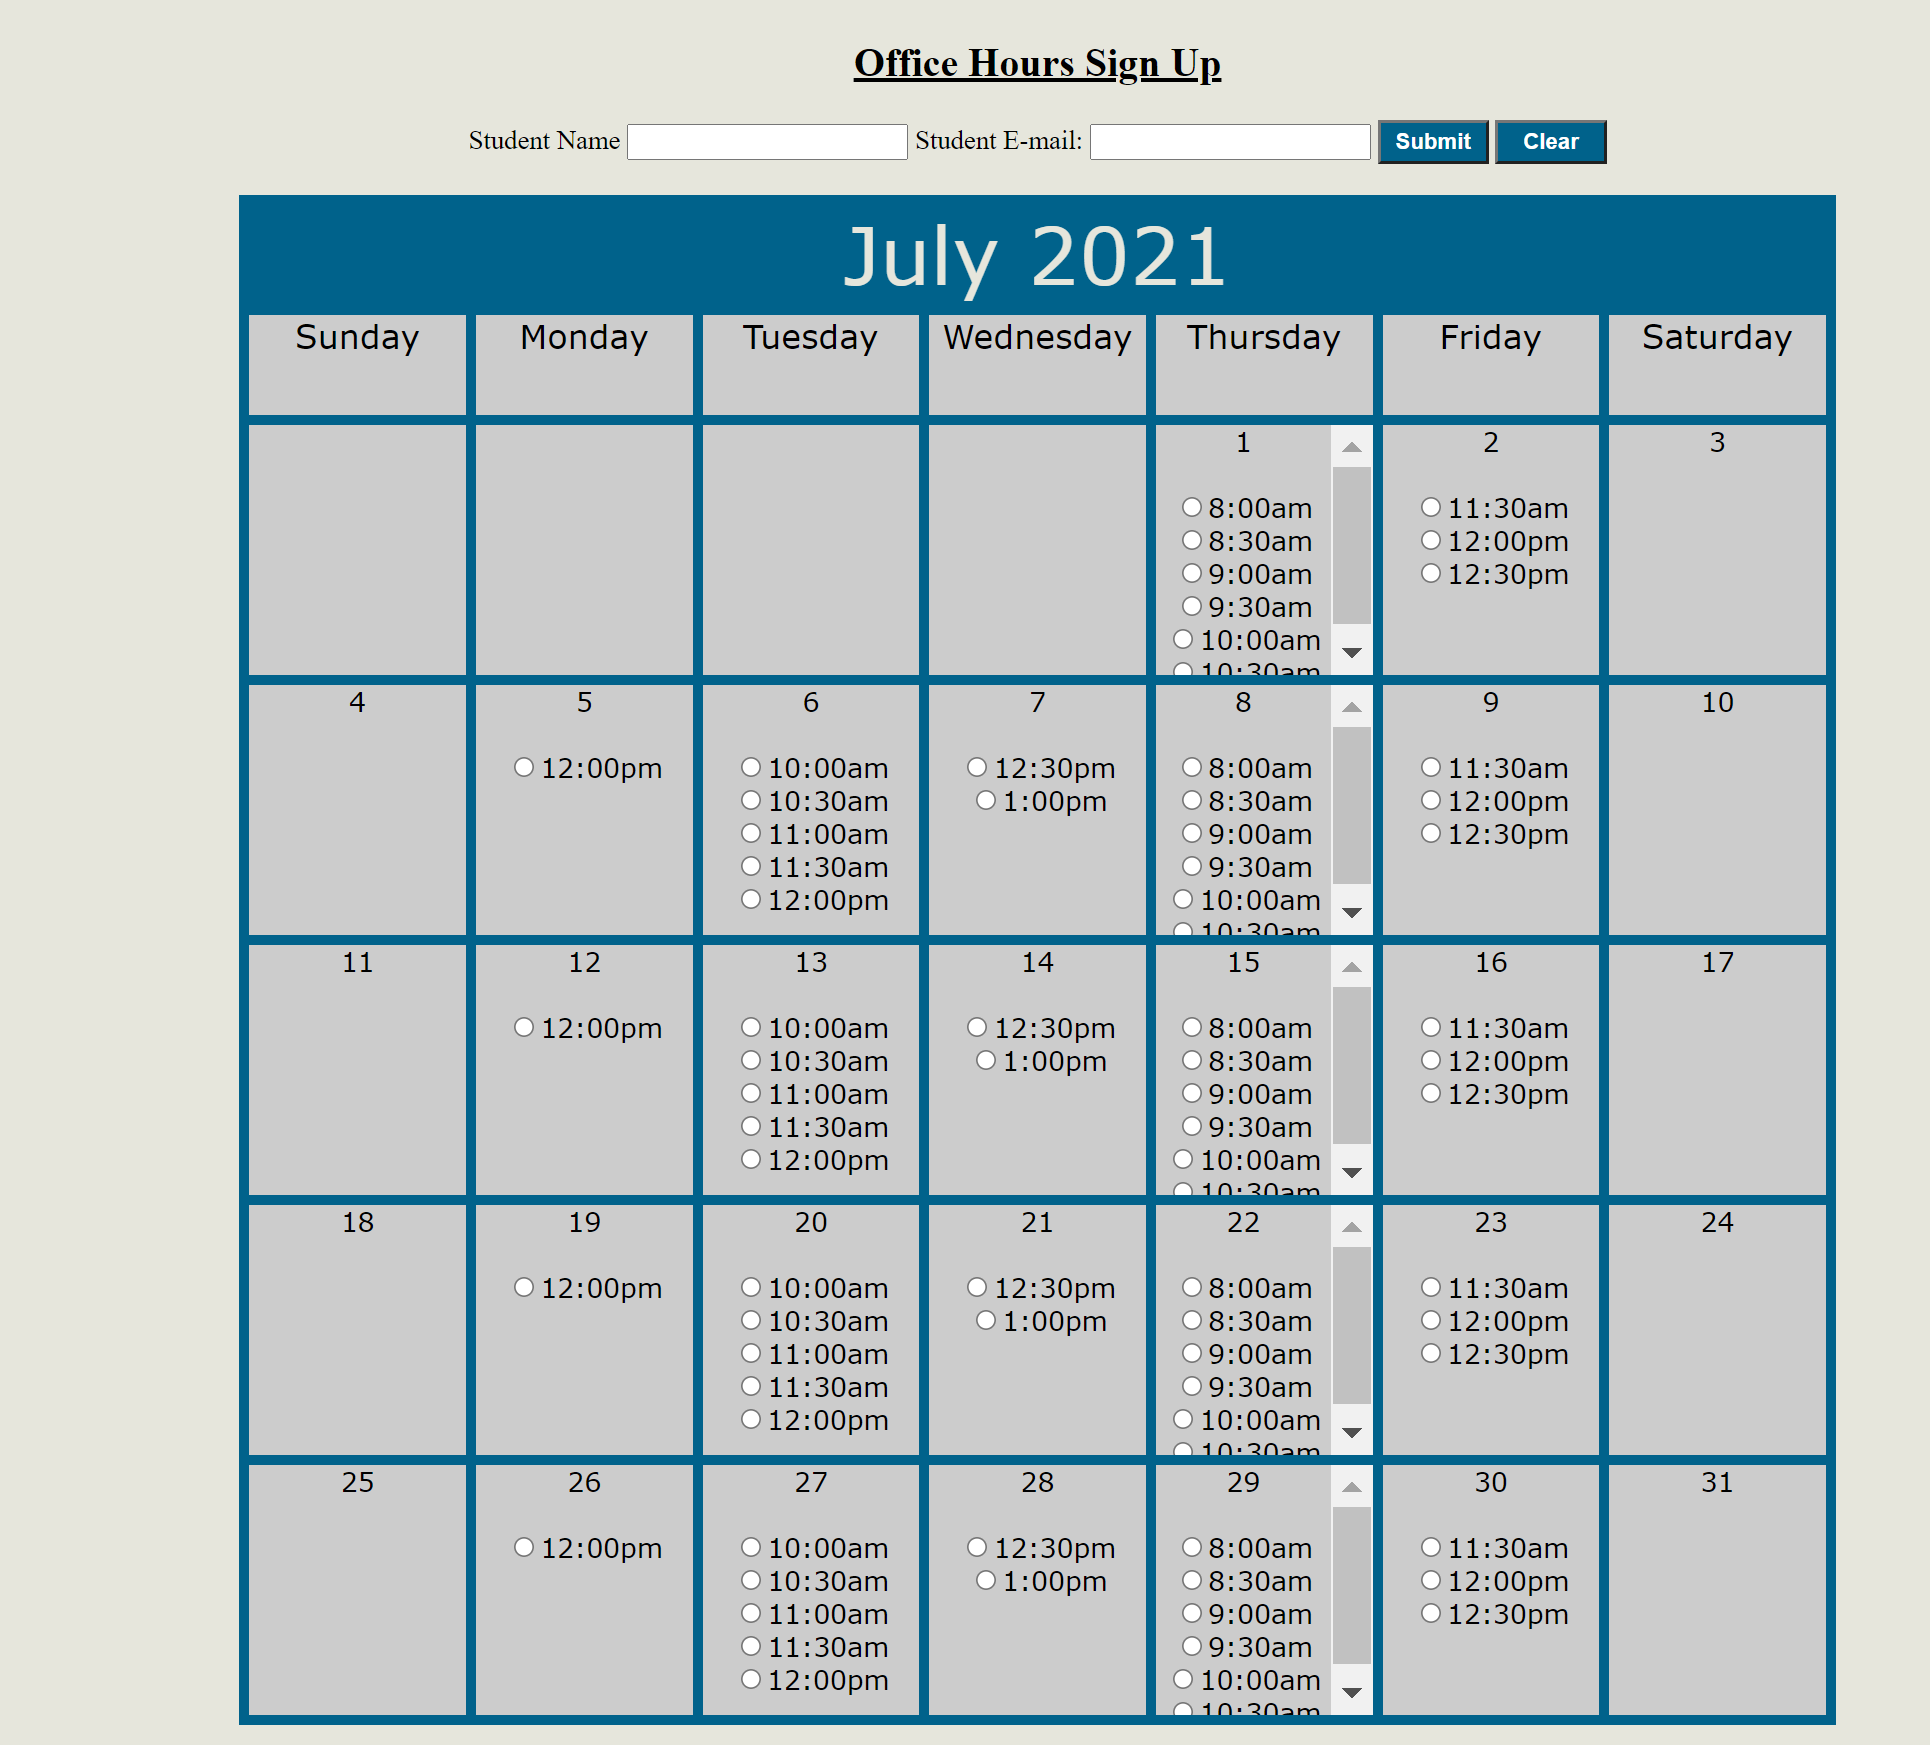 Office Hours Sign Up
Student Name Student E-mail: Submit Clear
July 2021
Sunday Monday Tuesday Wednesday Thursday Friday Saturday
1
8:00am
8:30am
9:00am
9:30am
10:00am
10:30am
2
11:30am
12:00pm
12:30pm
3
4
5
12:00pm
6
10:00am
10:30am
11:00am
11:30am
12:00pm
7
12:30pm
1:00pm
8
8:00am
8:30am
9:00am
9:30am
10:00am
10:30am
9
11:30am
12:00pm
12:30pm
10
11
12
12:00pm
13
10:00am
10:30am
11:00am
11:30am
12:00pm
14
12:30pm
1:00pm
15
8:00am
8:30am
9:00am
9:30am
10:00am
10:30am
16
11:30am
12:00pm
12:30pm
17
18
19
12:00pm
20
10:00am
10:30am
11:00am
11:30am
12:00pm
21
12:30pm
1:00pm
22
8:00am
8:30am
9:00am
9:30am
10:00am
10:30am
23
11:30am
12:00pm
12:30pm
24
25
26
12:00pm
27
10:00am
10:30am
11:00am
11:30am
12:00pm
28
12:30pm
1:00pm
29
8:00am
8:30am
9:00am
9:30am
10:00am
10:30am
30
11:30am
12:00pm
12:30pm
31